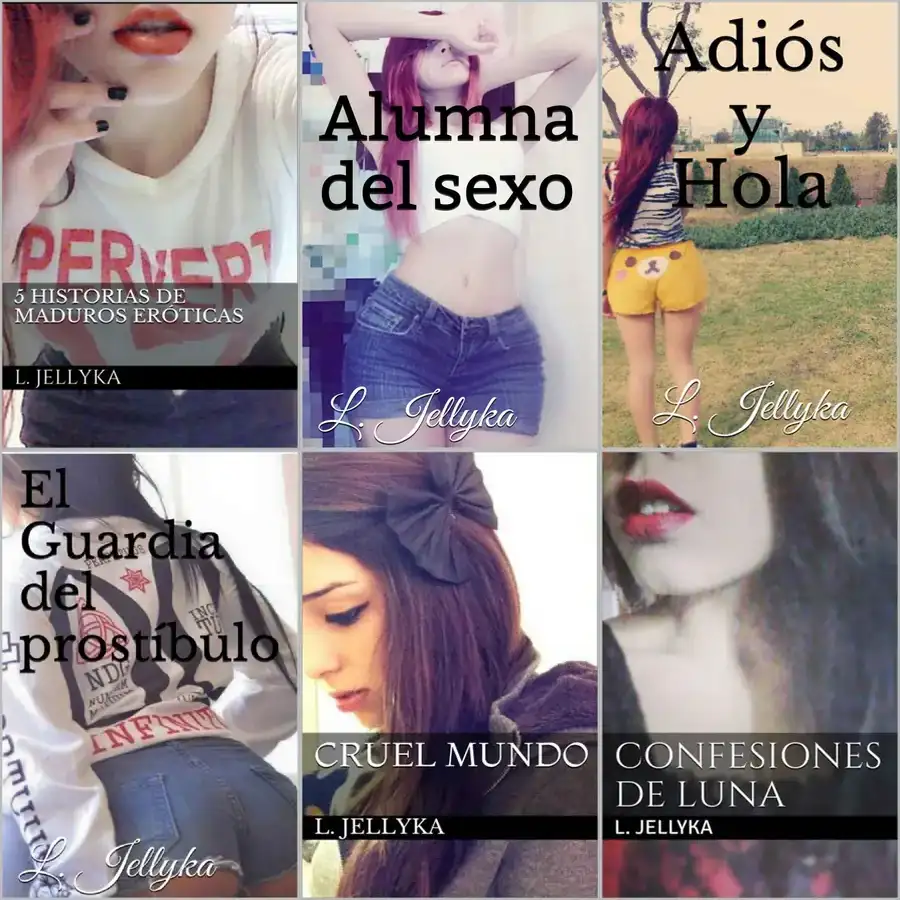 PERVERT
5 HISTORIAS DE
MADUROS ERÓTICAS
L. JELLYKA
Alumna
del sexo
L. Jellyka
Adiós
y
Hola
L. Jellyka
El
Guardia
del
prostíbulo
INFINIT
L. Jellyka
CRUEL MUNDO
L. JELLYKA
CONFESIONES
DE LUNA
L. JELLYKA